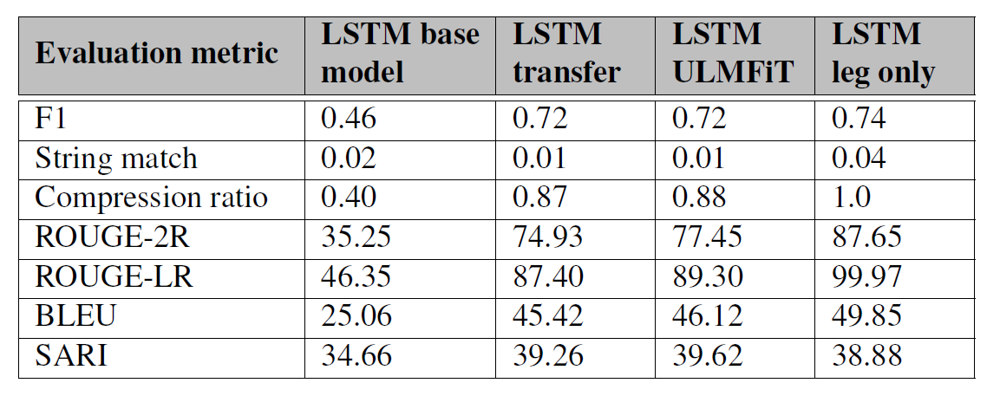 Evaluation metric LSTM base model LSTM transfer LSTM ULMFiT LSTM leg only
F1 0.46 0.72 0.72 0.74
String match 0.02 0.01 0.01 0.04
Compression ratio 0.40 0.87 0.88 1.0
ROUGE-2R 35.25 74.93 77.45 87.65
ROUGE-LR 46.35 87.40 89.30 99.97
BLEU 25.06 45.42 46.12 49.85
SARI 34.66 39.26 39.62 38.88